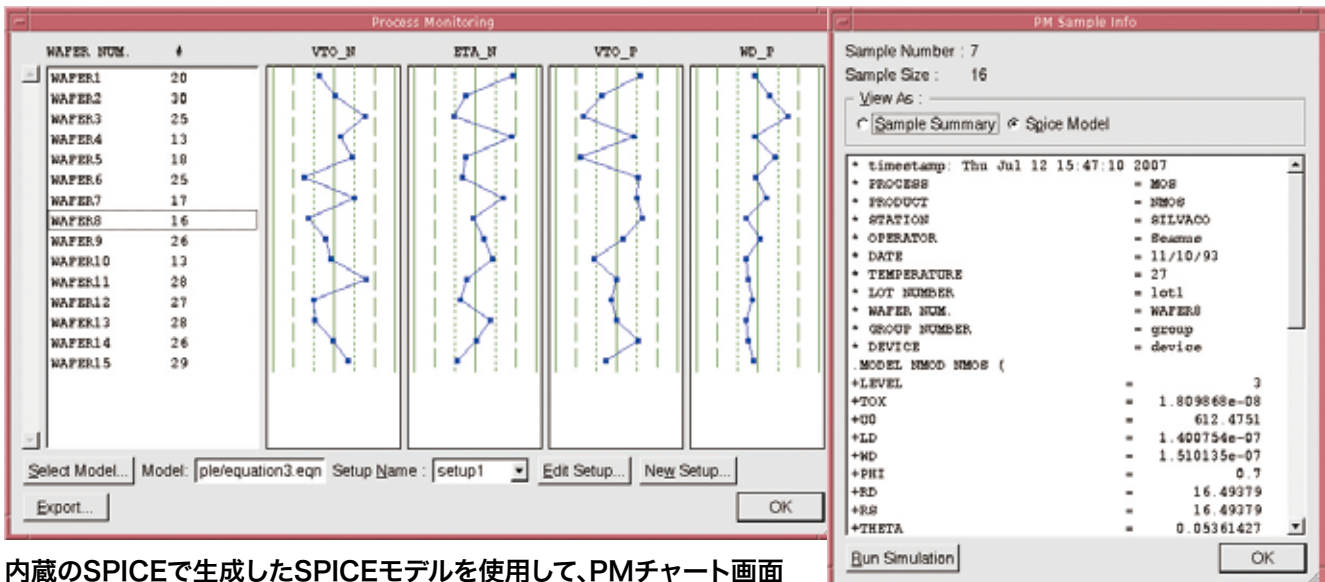 Process Monitoring
WAFER NUM. # VTO_N ETA_N VTO_P WD_P
WAFER1 20
WAFER2 30
WAFER3 25
WAFER4 13
WAFER5 18
WAFER6 25
WAFER7 17
WAFER8 16
WAFER9 26
WAFER10 13
WAFER11 28
WAFER12 27
WAFER13 28
WAFER14 26
WAFER15 29
Select Model... Model: ple/equation3.eqn Setup Name : setup1 Edit Setup... New Setup...
Export... OK
PM Sample Info
Sample Number : 7
Sample Size : 16
View As :
Sample Summary Spice Model
* timestamp: Thu Jul 12 15:47:10 2007
* PROCESS = MOS
* PRODUCT = NMOS
* STATION = SILVACO
* OPERATOR = Seamus
* DATE = 11/10/93
* TEMPERATURE = 27
* LOT NUMBER = lot1
* WAFER NUM. = WAFER8
* GROUP NUMBER = group
* DEVICE = device
.MODEL NMOD NMOS (
+LEVEL = 3
+TOX = 1.809868e-08
+U0 = 612.4751
+LD = 1.400754e-07
+WD = 1.510135e-07
+PHI = 0.7
+RD = 16.49379
+RS = 16.49379
+THETA = 0.05361427
Run Simulation OK
内蔵のSPICEで生成したSPICEモデルを使用して、PMチャート画面